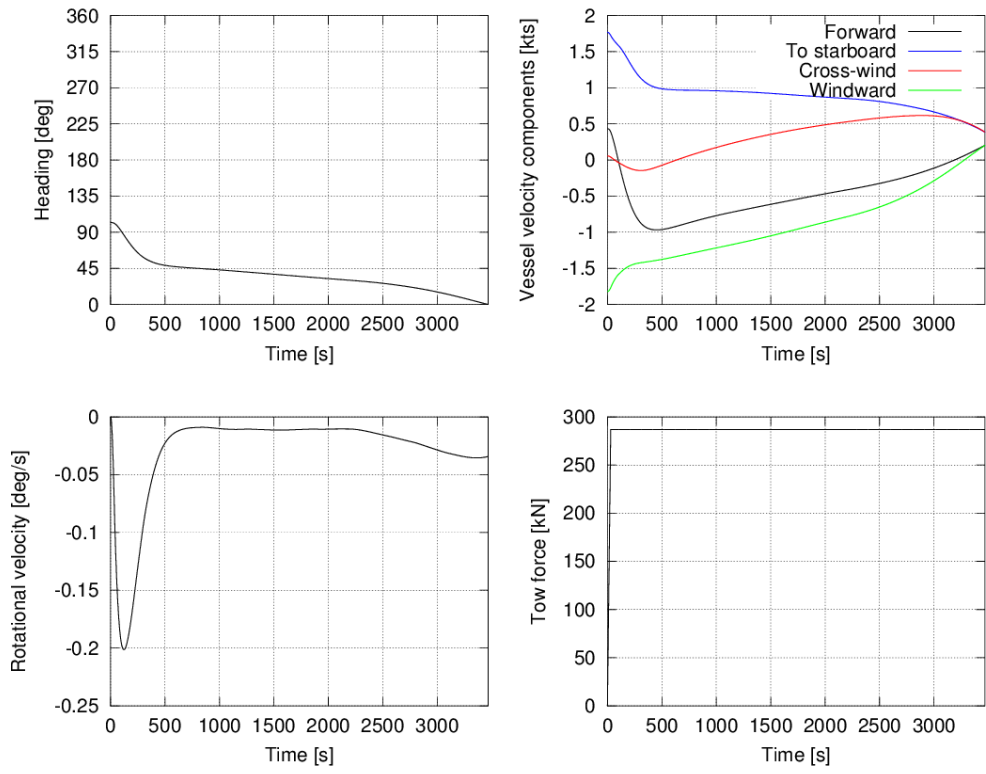 360
315
270
225
180
135
90
45
0
0 500 1000 1500 2000 2500 3000
Heading [deg]
Time [s]
2
1.5
1
0.5
0
-0.5
-1
-1.5
-2
0 500 1000 1500 2000 2500 3000
Vessel velocity components [kts]
Time [s]
Forward
To starboard
Cross-wind
Windward
0
-0.05
-0.1
-0.15
-0.2
-0.25
0 500 1000 1500 2000 2500 3000
Rotational velocity [deg/s]
Time [s]
300
250
200
150
100
50
0
0 500 1000 1500 2000 2500 3000
Tow force [kN]
Time [s]